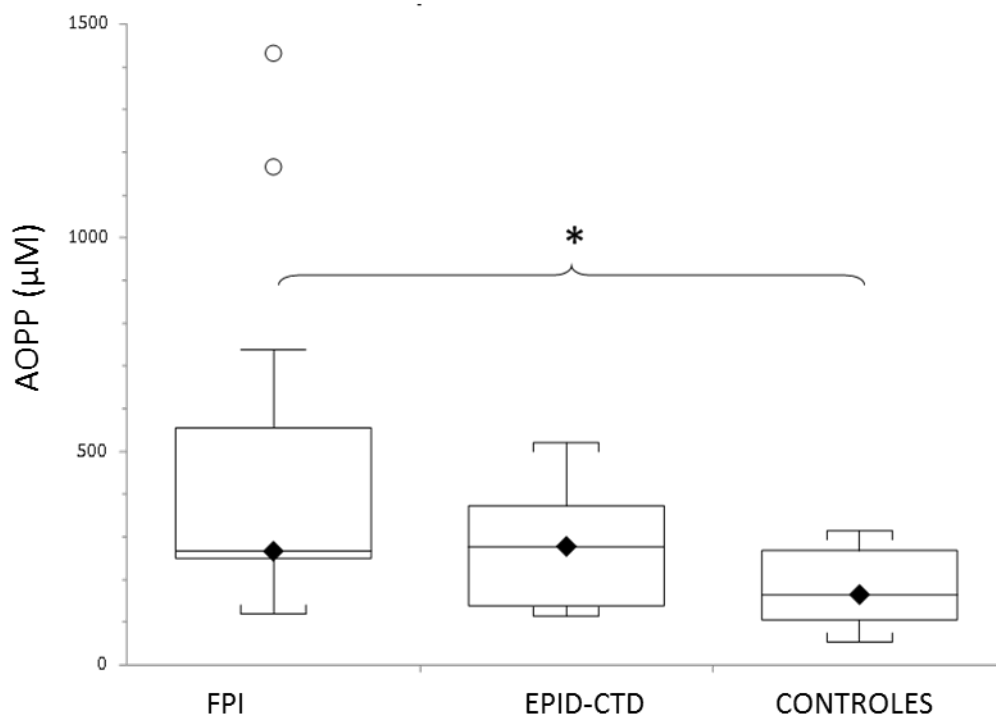 1500
1000
500
0
AOPP (µM)
*
FPI
EPID-CTD
CONTROLES